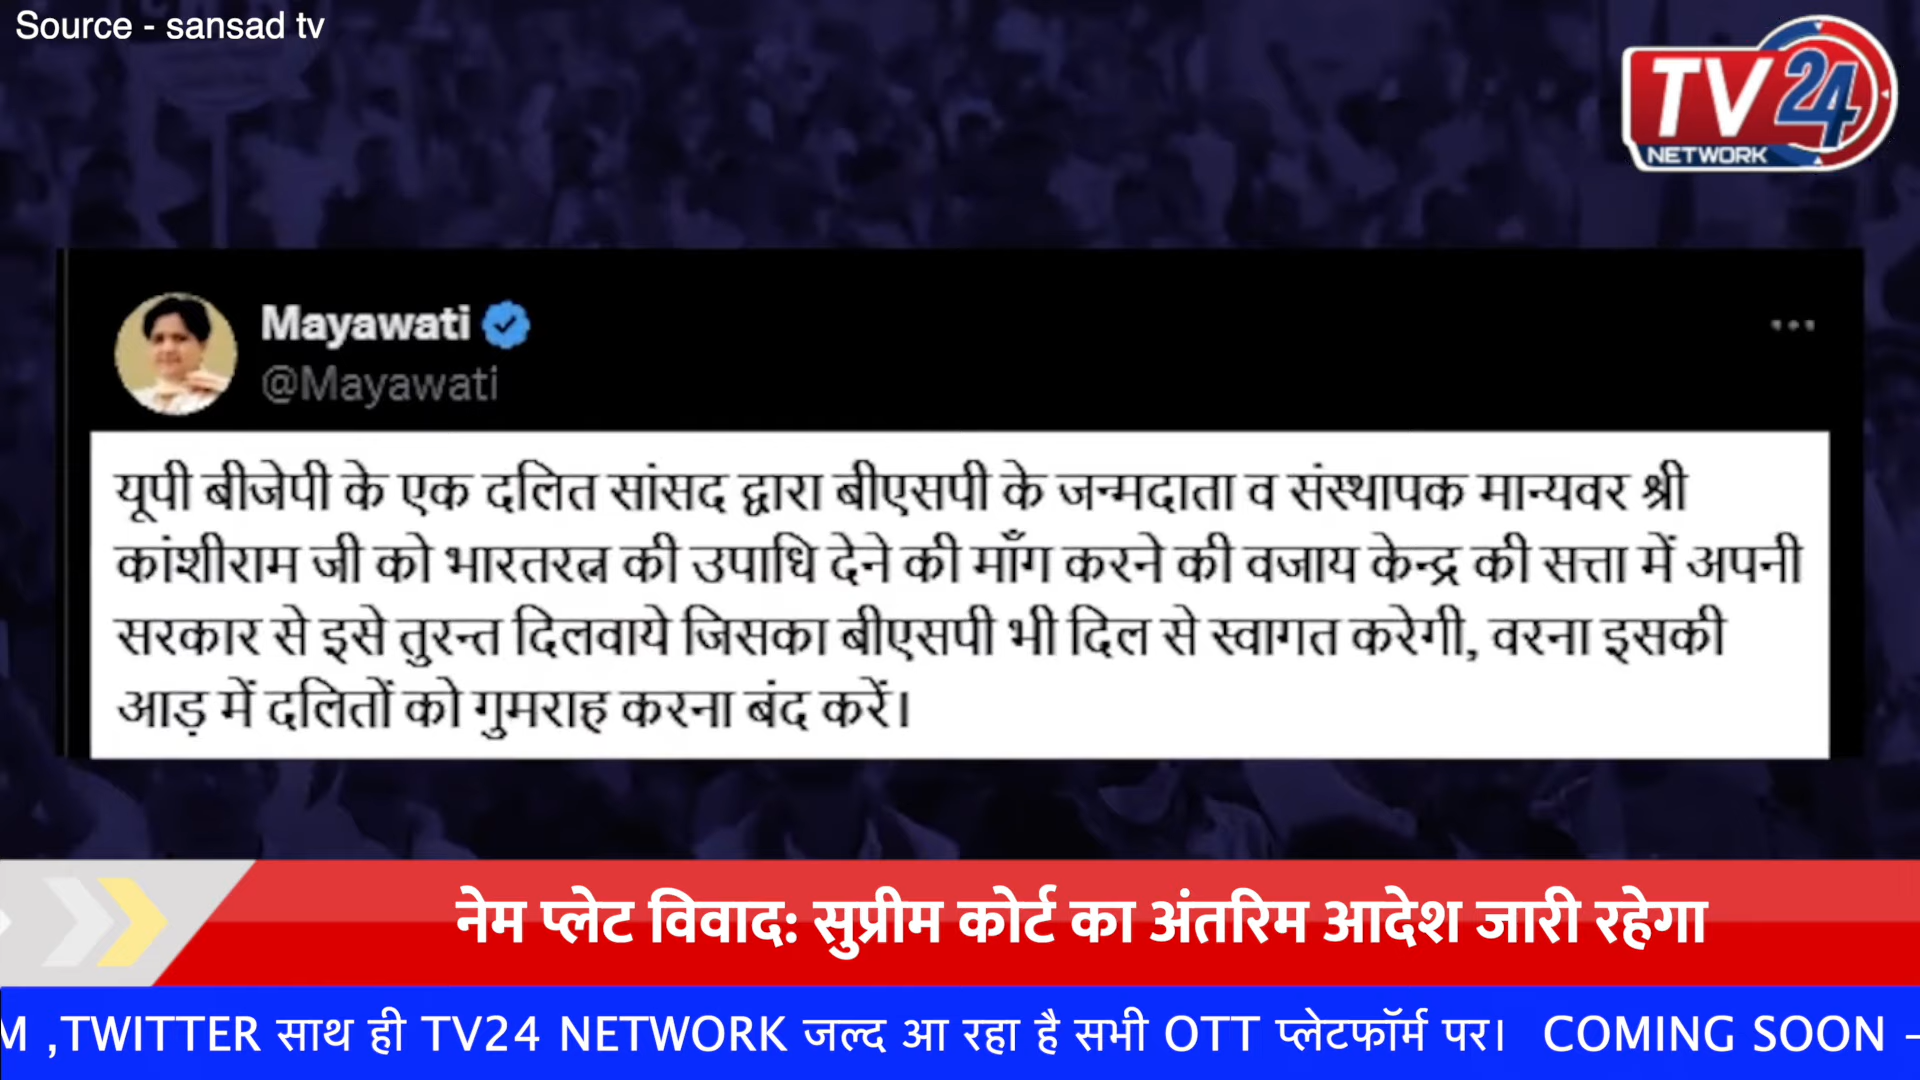 Source - sansad tv
TV24
NETWORK
Mayawati
@Mayawati
यूपी बीजेपी के एक दलित सांसद द्वारा बीएसपी के जन्मदाता व संस्थापक मान्यवर श्री
कांशीराम जी को भारतरत्न की उपाधि देने की माँग करने की वजाय केन्द्र की सत्ता में अपनी
सरकार से इसे तुरन्त दिलवाये जिसका बीएसपी भी दिल से स्वागत करेगी, वरना इसकी
आड़ में दलितों को गुमराह करना बंद करें।
नेम प्लेट विवाद: सुप्रीम कोर्ट का अंतरिम आदेश जारी रहेगा
M ,TWITTER साथ ही TV24 NETWORK जल्द आ रहा है सभी OTT प्लेटफॉर्म पर। COMING SOON -